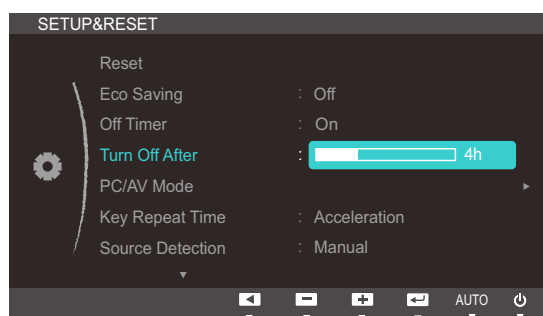 SETUP&RESET
Reset
Eco Saving : Off
Off Timer : On
Turn Off After : 4h
PC/AV Mode
Key Repeat Time : Acceleration
Source Detection : Manual
AUTO